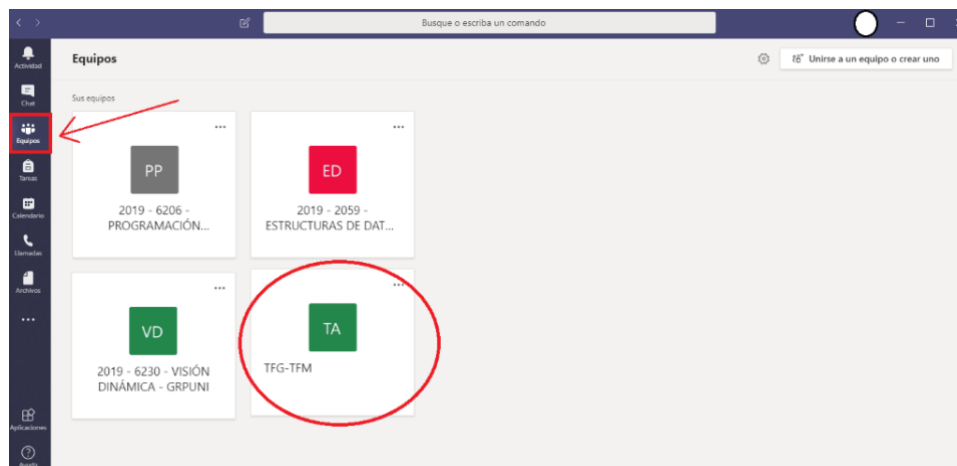 Busque o escriba un comando
Actividad
Chat
Equipos
Tareas
Calendario
Llamadas
Archivos
Aplicaciones
Ayuda
Equipos
Unirse a un equipo o crear uno
Sus equipos
PP
2019 - 6206 -
PROGRAMACIÓN...
ED
2019 - 2059 -
ESTRUCTURAS DE DAT...
VD
2019 - 6230 - VISIÓN
DINÁMICA - GRPUNI
TA
TFG-TFM